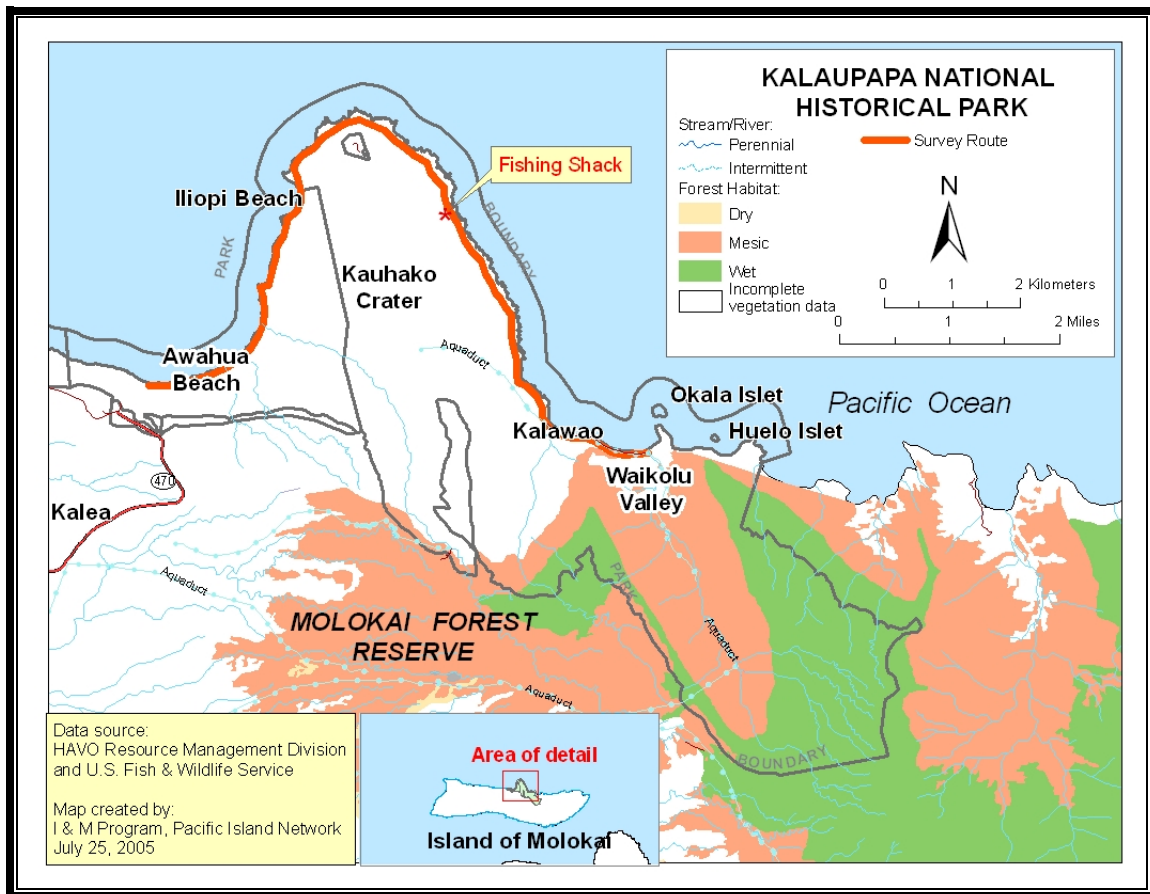 KALAUPAPA NATIONAL
HISTORICAL PARK
Stream/River:
Perennial
Intermittent
Survey Route
Forest Habitat:
Dry
Mesic
Wet
Incomplete
vegetation data
N
0 1 2 Kilometers
0 1 2 Miles
Fishing Shack
Iliopi Beach
PARK
BOUNDARY
Kauhako
Crater
Awahua
Beach
Aquaduct
Okala Islet
Pacific Ocean
Kalawao
Huelo Islet
Waikolu
Valley
470
Kalea
Aquaduct
PARK
MOLOKAI FOREST
RESERVE
Aquaduct
Aquaduct
BOUNDARY
Data source:
HAVO Resource Management Division
and U.S. Fish & Wildlife Service
Map created by:
I & M Program, Pacific Island Network
July 25, 2005
Area of detail
Island of Molokai